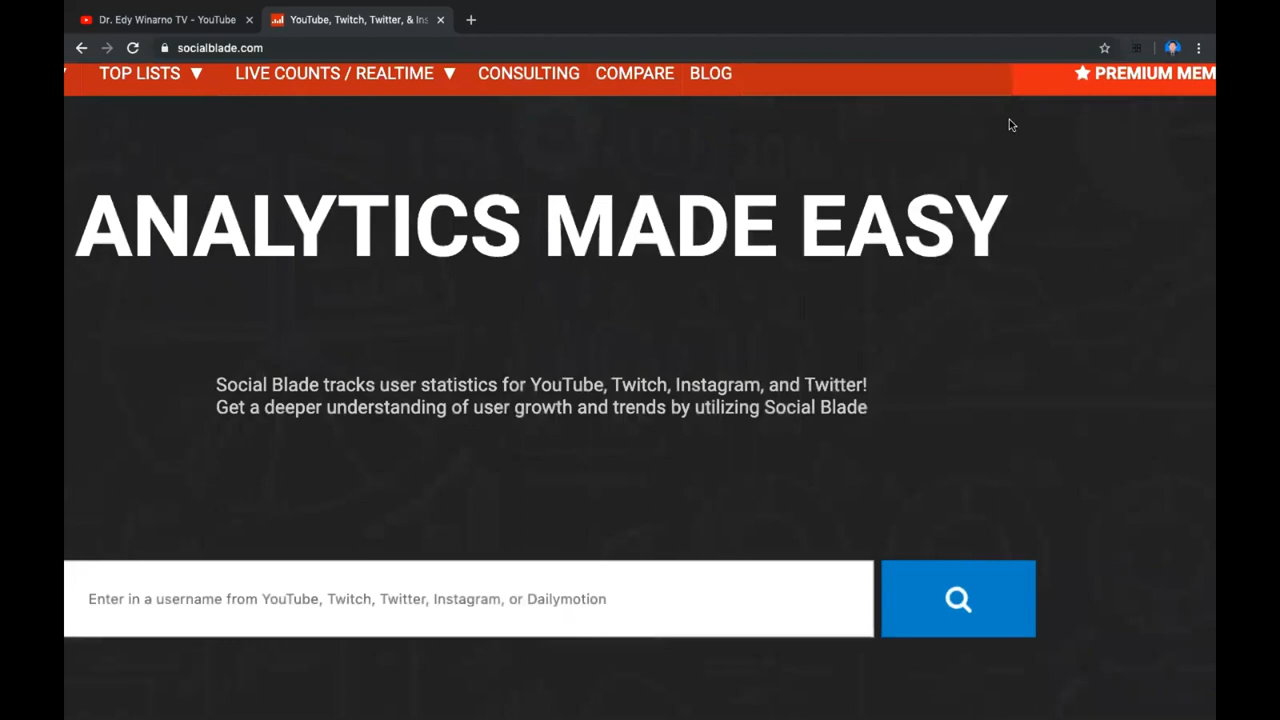 Dr. Edy Winarno TV - YouTube
YouTube, Twitch, Twitter, & Ins
socialblade.com
TOP LISTS ▼ LIVE COUNTS / REALTIME ▼ CONSULTING COMPARE BLOG ★ PREMIUM MEM
ANALYTICS MADE EASY
Social Blade tracks user statistics for YouTube, Twitch, Instagram, and Twitter!
Get a deeper understanding of user growth and trends by utilizing Social Blade
Enter in a username from YouTube, Twitch, Twitter, Instagram, or Dailymotion